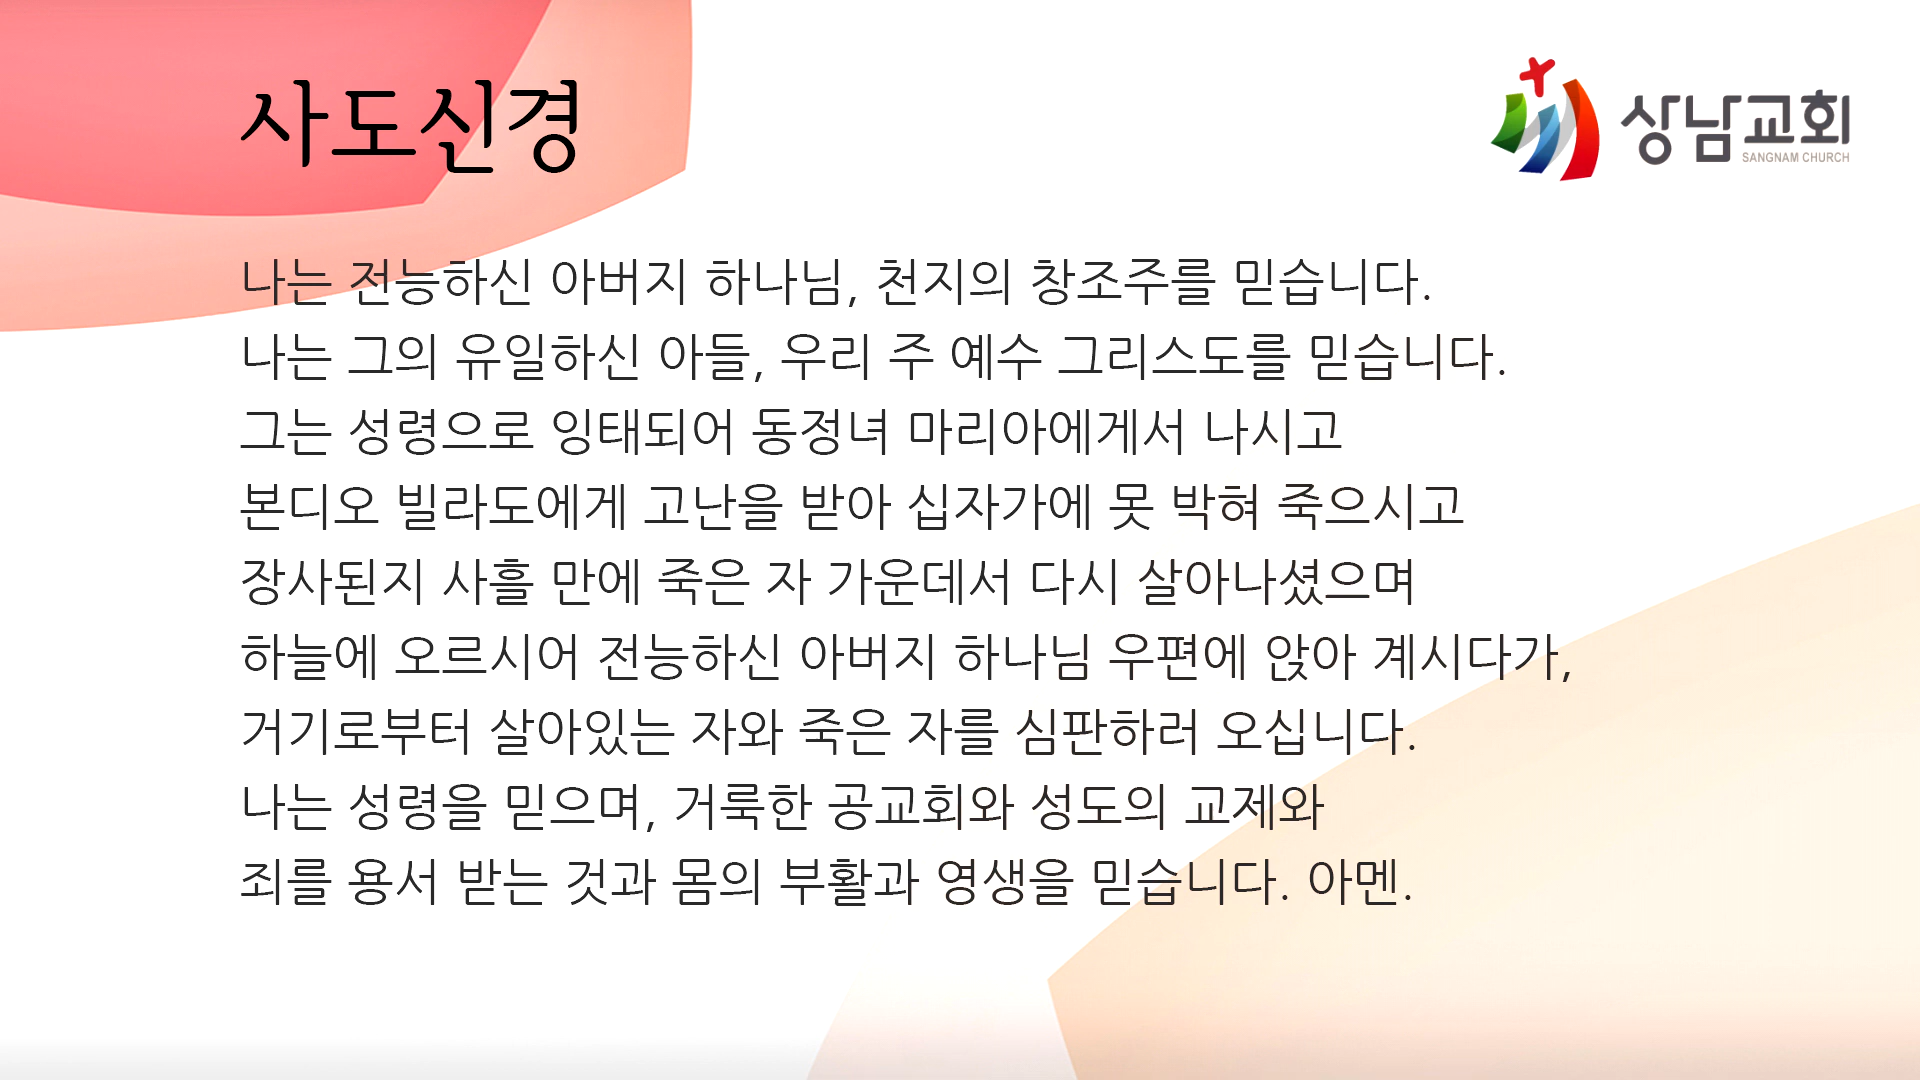 사도신경
상남교회
SANGNAM CHURCH
나는 전능하신 아버지 하나님, 천지의 창조주를 믿습니다.
나는 그의 유일하신 아들, 우리 주 예수 그리스도를 믿습니다.
그는 성령으로 잉태되어 동정녀 마리아에게서 나시고
본디오 빌라도에게 고난을 받아 십자가에 못 박혀 죽으시고
장사된지 사흘 만에 죽은 자 가운데서 다시 살아나셨으며
하늘에 오르시어 전능하신 아버지 하나님 우편에 앉아 계시다가,
거기로부터 살아있는 자와 죽은 자를 심판하러 오십니다.
나는 성령을 믿으며, 거룩한 공교회와 성도의 교제와
죄를 용서 받는 것과 몸의 부활과 영생을 믿습니다. 아멘.